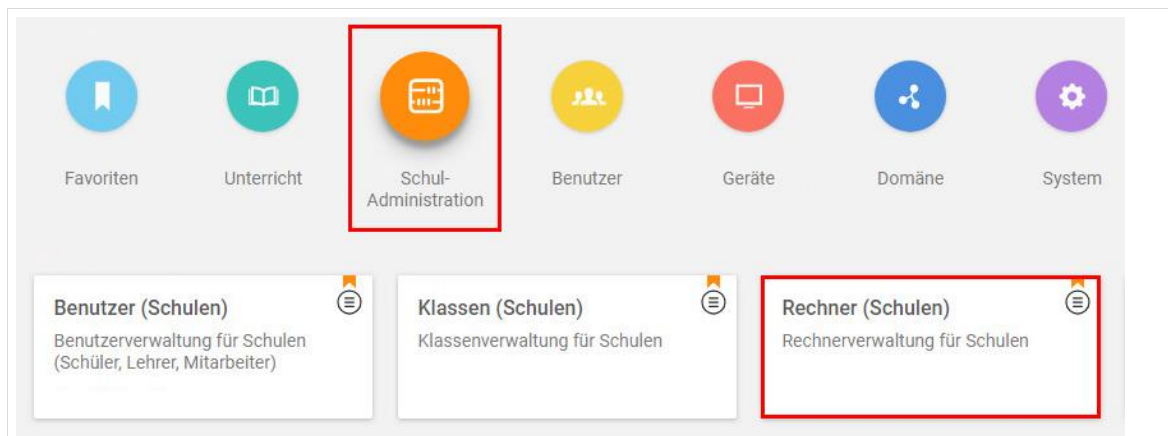 Favoriten
Unterricht
Schul-
Administration
Benutzer
Geräte
Domäne
System
Benutzer (Schulen)
Benutzerverwaltung für Schulen
(Schüler, Lehrer, Mitarbeiter)
Klassen (Schulen)
Klassenverwaltung für Schulen
Rechner (Schulen)
Rechnerverwaltung für Schulen